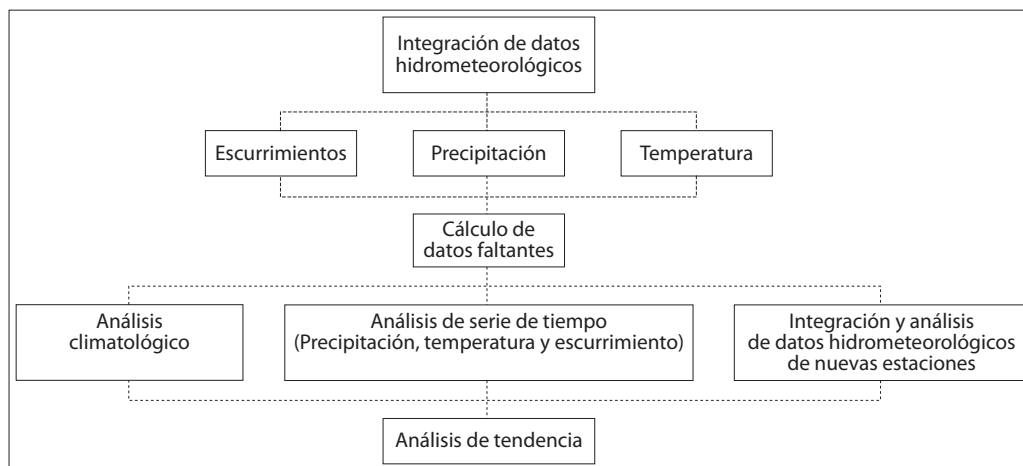 Integración de datos
hidrometeorológicos
Escurrimientos
Precipitación
Temperatura
Cálculo de
datos faltantes
Análisis
climatológico
Análisis de serie de tiempo
(Precipitación, temperatura y escurrimiento)
Integración y análisis
de datos hidrometeorológicos
de nuevas estaciones
Análisis de tendencia